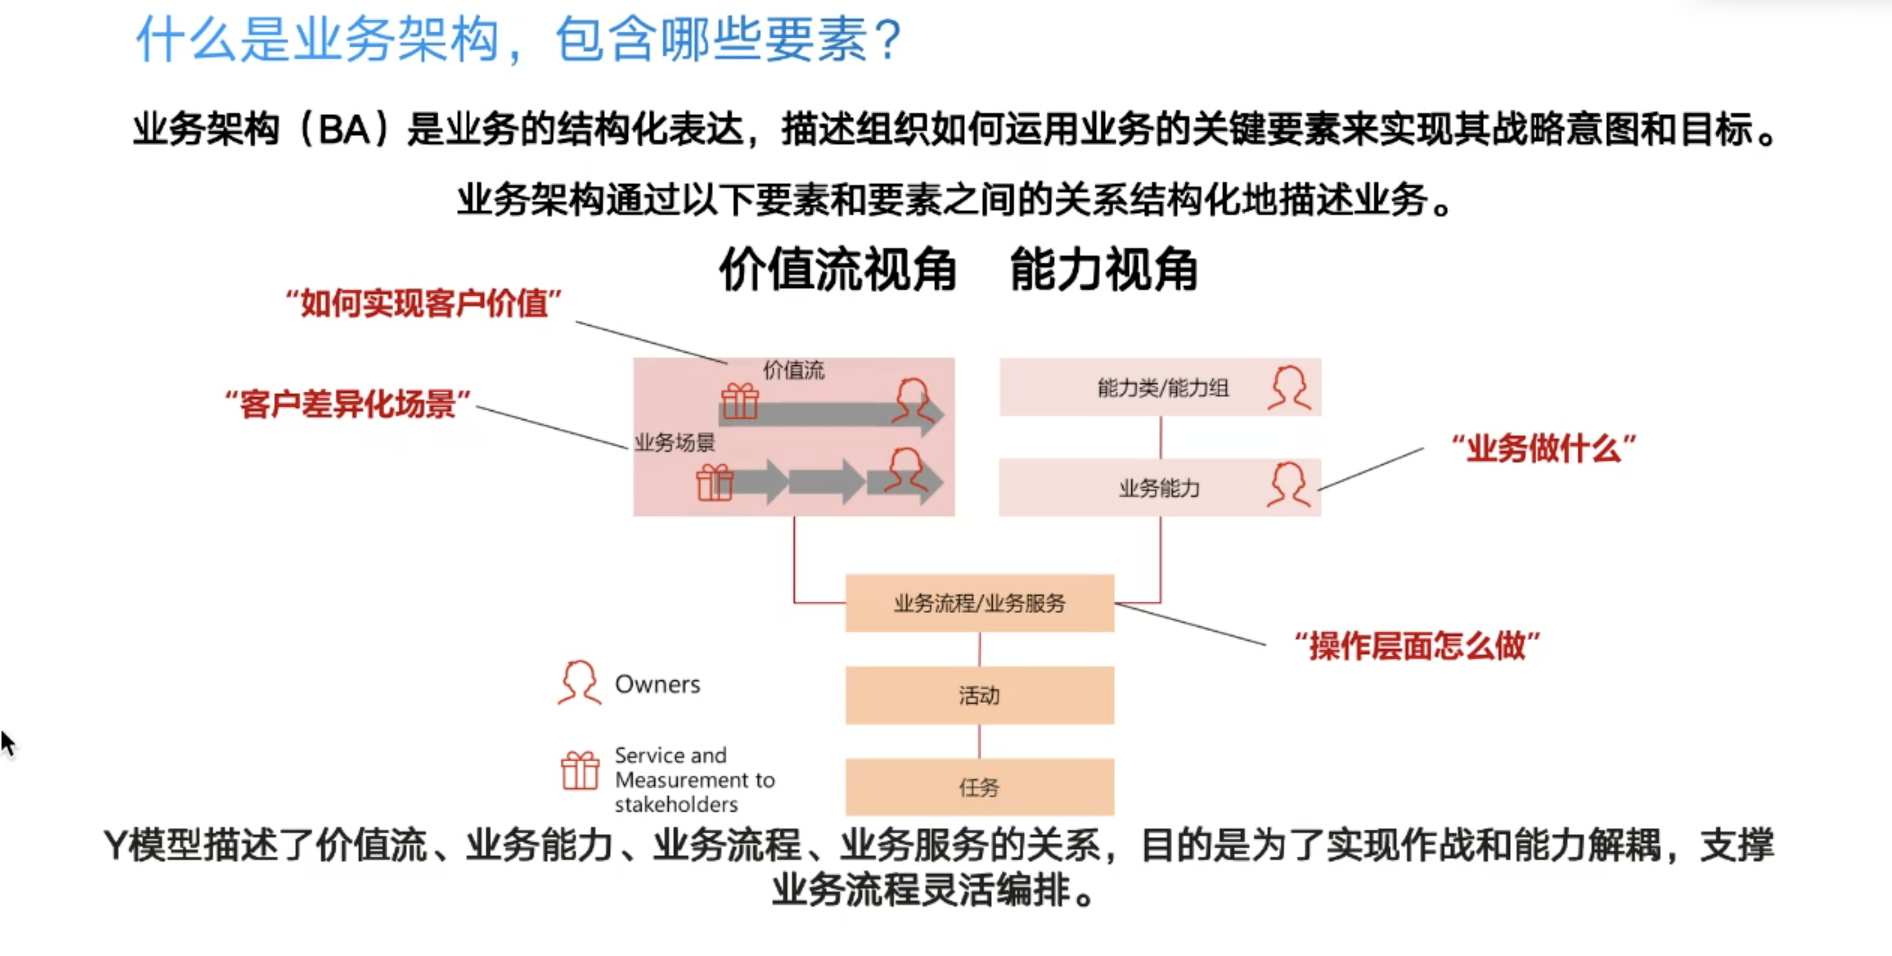 什么是业务架构，包含哪些要素？
业务架构（BA）是业务的结构化表达，描述组织如何运用业务的关键要素来实现其战略意图和目标。
业务架构通过以下要素和要素之间的关系结构化地描述业务。
价值流视角 能力视角
“如何实现客户价值”
价值流
能力类/能力组
“客户差异化场景”
业务场景
“业务做什么”
业务能力
业务流程/业务服务
“操作层面怎么做”
Owners
活动
Service and
Measurement to
stakeholders
任务
Y模型描述了价值流、业务能力、业务流程、业务服务的关系，目的是为了实现作战和能力解耦，支撑
业务流程灵活编排。